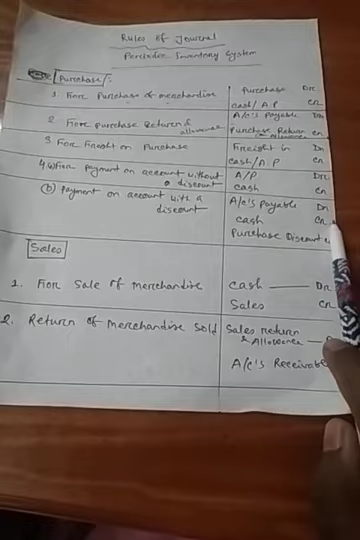 Rules of Journal
Periodic Inventory System
Purchase/:
1. For Purchase of merchandise
Purchase Dr
cash/A.P Cr
2. For purchase Return & allowance
A/c's Payable Dr
Purchase Return & allowance Cr
3. For Freight on Purchase
Freight in Dr
cash/A.P Cr
4.(a) For Payment on account without a discount
A/P Dr
cash Cr
(b) Payment on account with a discount
A/c's Payable Dr
cash Cr
Purchase Discount
Sales
1. For Sale of Merchandise
cash — Dr
Sales Cr
2. Return of Merchandise Sold
Sales return & Allowance —
A/c's Receivable